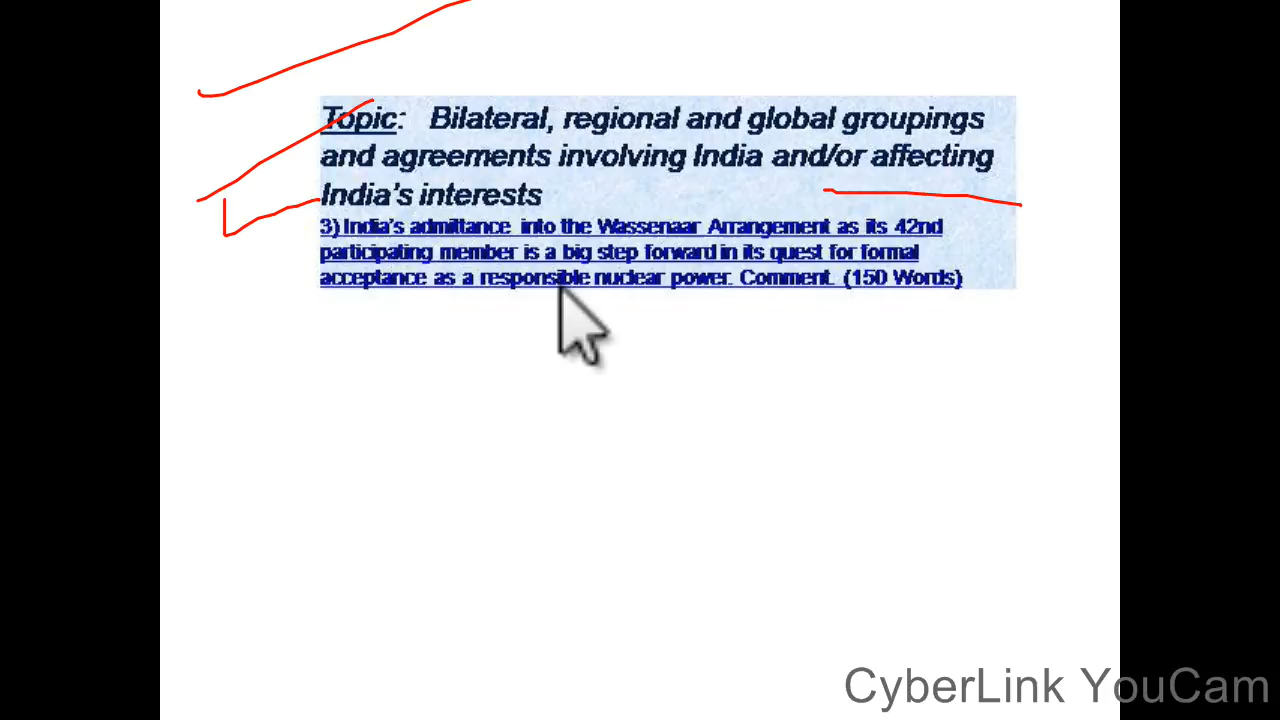 Topic: Bilateral, regional and global groupings
and agreements involving India and/or affecting
India's interests
3) India's admittance into the Wassenaar Arrangement as its 42nd
participating member is a big step forward in its quest for formal
acceptance as a responsible nuclear power. Comment. (150 Words)
CyberLink YouCam